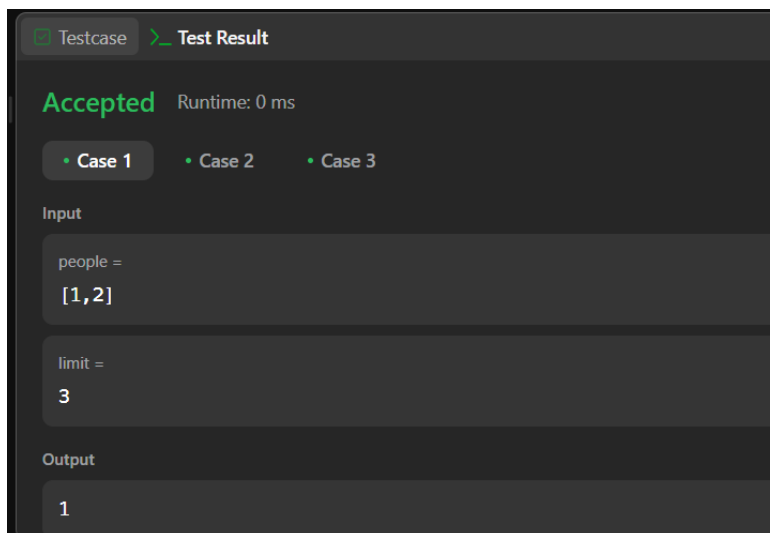 Testcase >_ Test Result
Accepted Runtime: 0 ms
• Case 1 • Case 2 • Case 3
Input
people =
[1,2]
limit =
3
Output
1